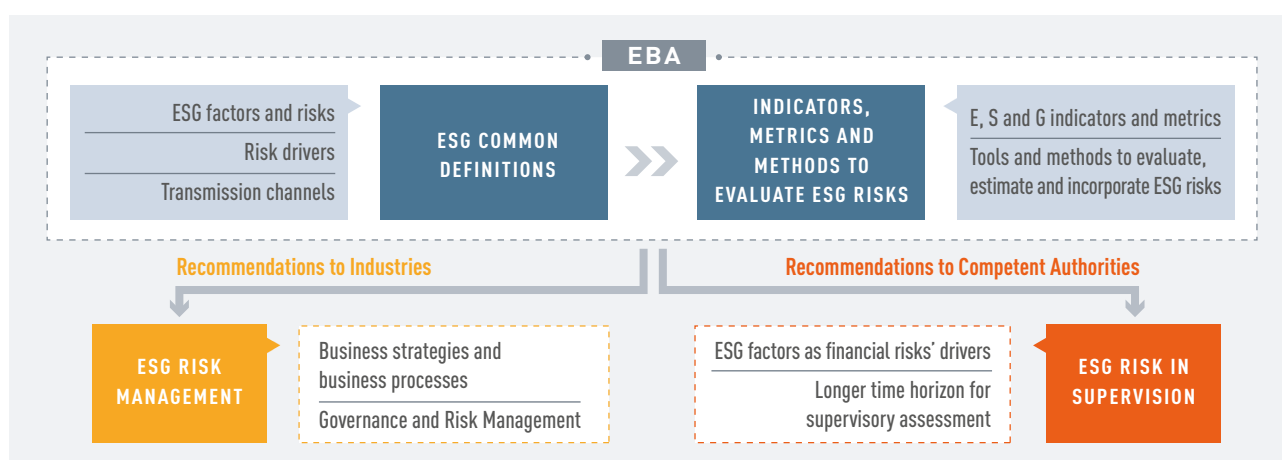 EBA
ESG factors and risks
Risk drivers
Transmission channels
ESG COMMON
DEFINITIONS
INDICATORS,
METRICS AND
METHODS TO
EVALUATE ESG RISKS
E, S and G indicators and metrics
Tools and methods to evaluate,
estimate and incorporate ESG risks
Recommendations to Industries
Recommendations to Competent Authorities
ESG RISK
MANAGEMENT
Business strategies and
business processes
Governance and Risk Management
ESG factors as financial risks’ drivers
Longer time horizon for
supervisory assessment
ESG RISK IN
SUPERVISION